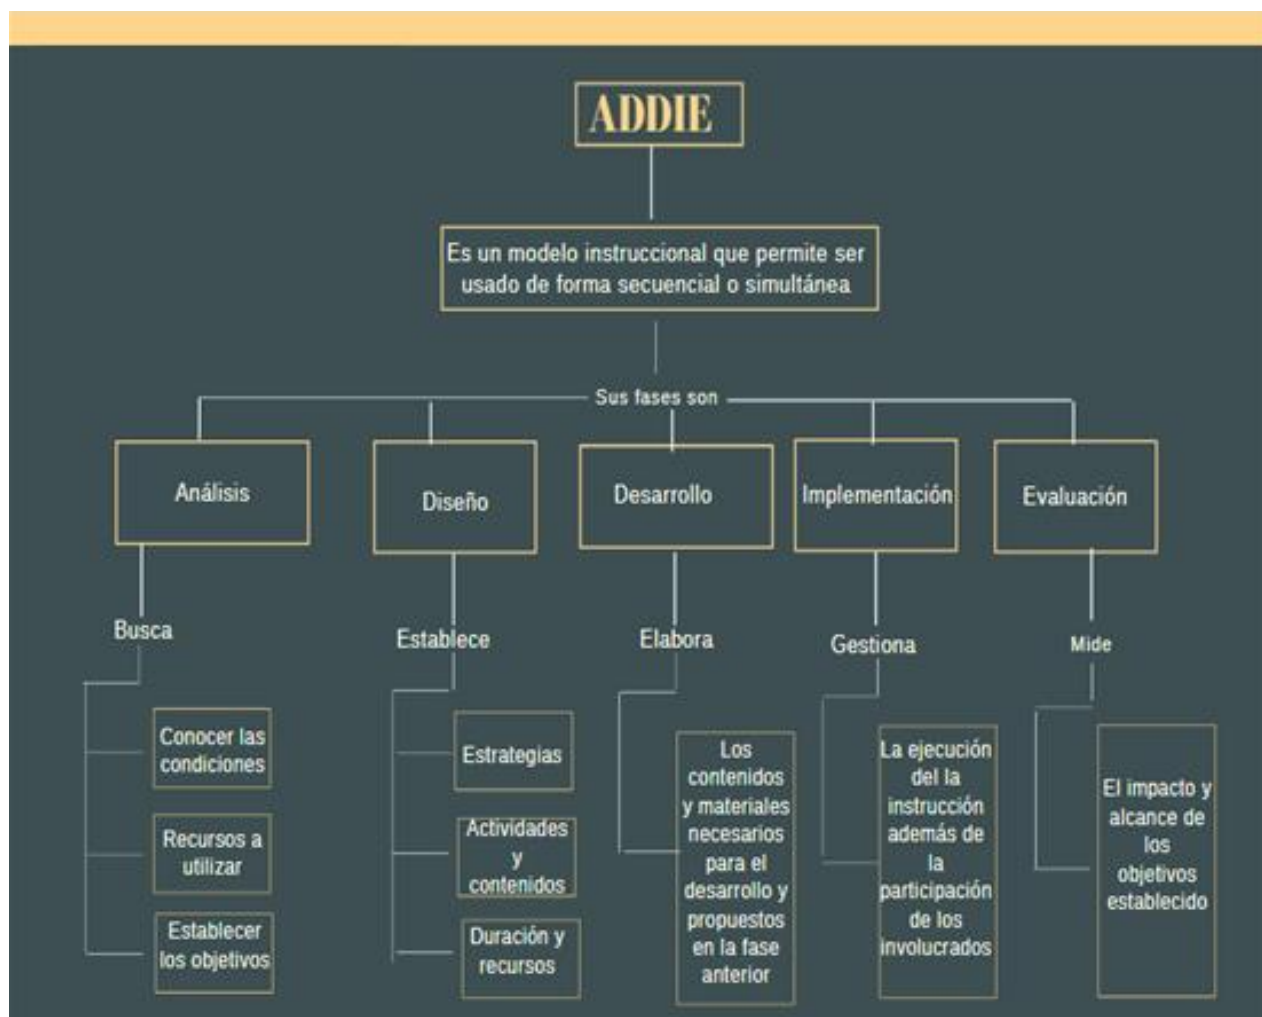 ADDIE
Es un modelo instruccional que permite ser
usado de forma secuencial o simultánea
Sus fases son
Análisis
Diseño
Desarrollo
Implementación
Evaluación
Busca
Establece
Elabora
Gestiona
Mide
Conocer las
condiciones
Recursos a
utilizar
Establecer
los objetivos
Estrategias
Actividades
y
contenidos
Duración y
recursos
Los
contenidos
y materiales
necesarios
para el
desarrollo y
propuestos
en la fase
anterior
La ejecución
del la
instrucción
además de
la
participación
de los
involucrados
El impacto y
alcance de
los
objetivos
establecido